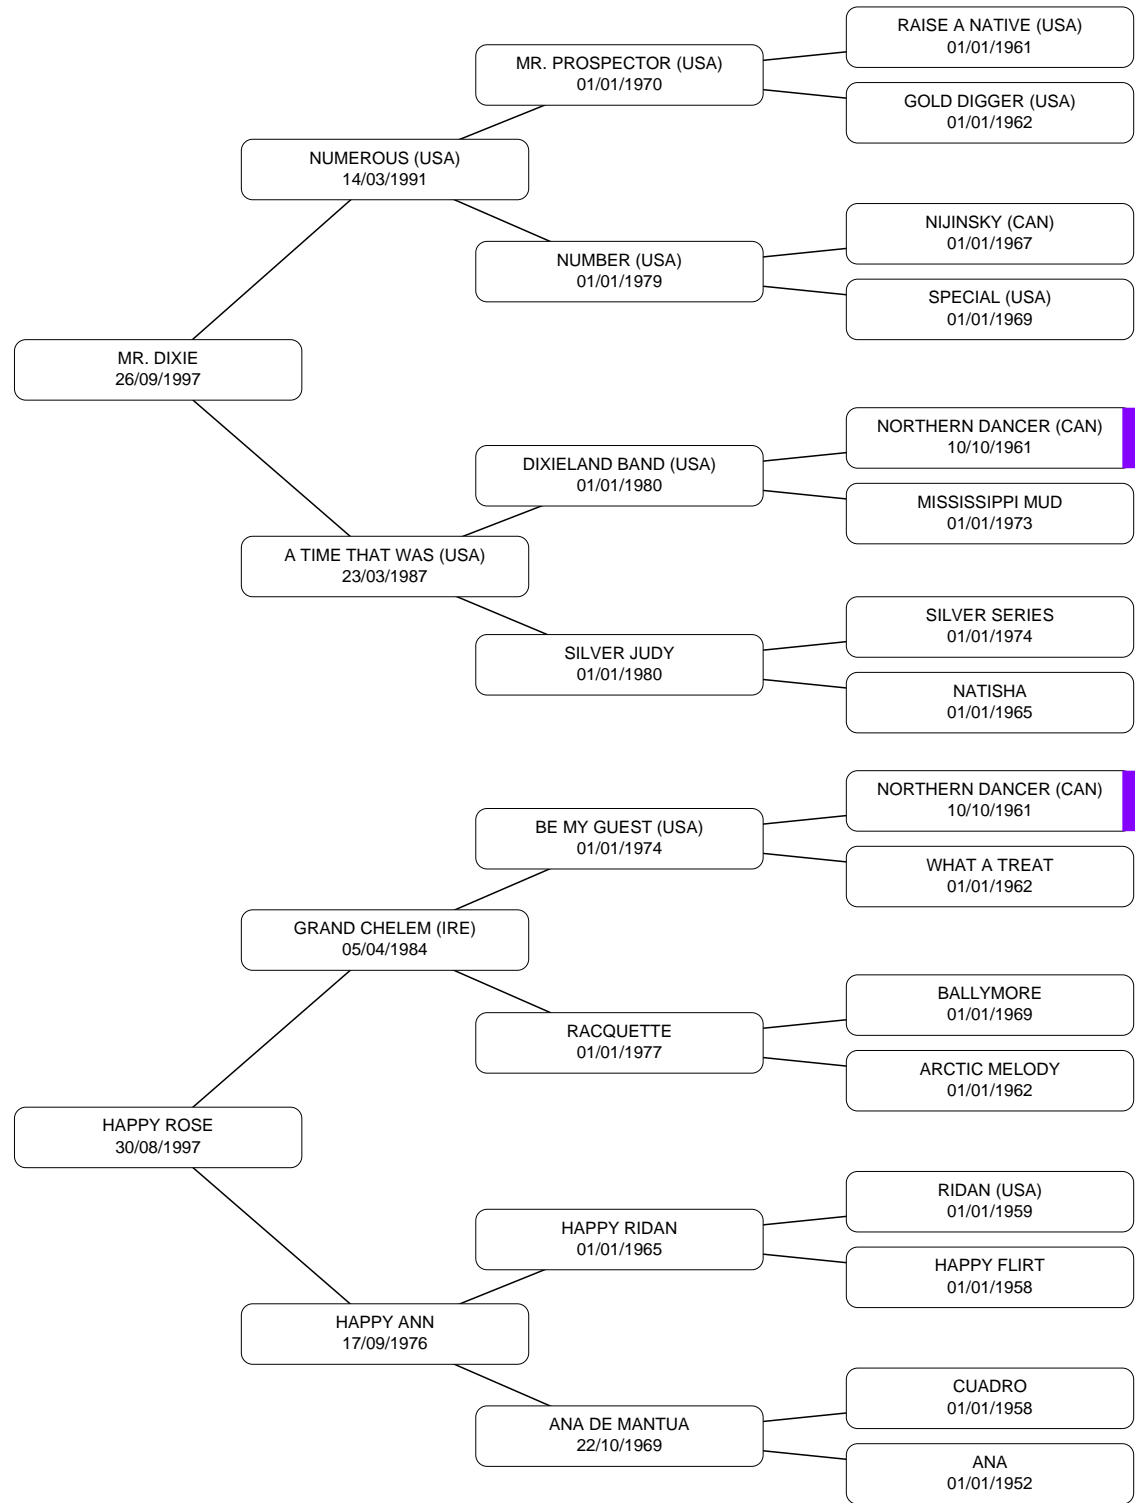 RAISE A NATIVE (USA)
01/01/1961
MR. PROSPECTOR (USA)
01/01/1970
GOLD DIGGER (USA)
01/01/1962
NUMEROUS (USA)
14/03/1991
NIJINSKY (CAN)
01/01/1967
NUMBER (USA)
01/01/1979
SPECIAL (USA)
01/01/1969
MR. DIXIE
26/09/1997
NORTHERN DANCER (CAN)
10/10/1961
DIXIELAND BAND (USA)
01/01/1980
MISSISSIPPI MUD
01/01/1973
A TIME THAT WAS (USA)
23/03/1987
SILVER SERIES
01/01/1974
SILVER JUDY
01/01/1980
NATISHA
01/01/1965
NORTHERN DANCER (CAN)
10/10/1961
BE MY GUEST (USA)
01/01/1974
WHAT A TREAT
01/01/1962
GRAND CHELEM (IRE)
05/04/1984
BALLYMORE
01/01/1969
RACQUETTE
01/01/1977
ARCTIC MELODY
01/01/1962
HAPPY ROSE
30/08/1997
RIDAN (USA)
01/01/1959
HAPPY RIDAN
01/01/1965
HAPPY FLIRT
01/01/1958
HAPPY ANN
17/09/1976
CUADRO
01/01/1958
ANA DE MANTUA
22/10/1969
ANA
01/01/1952